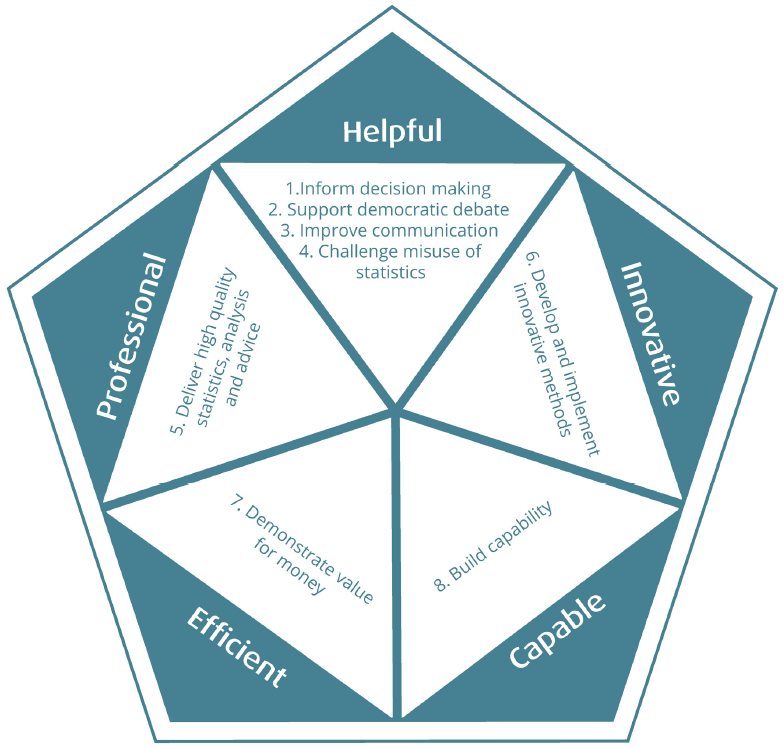 Helpful
1.Inform decision making
2. Support democratic debate
3. Improve communication
4. Challenge misuse of
statistics
Professional
5. Deliver high quality
statistics, analysis
and advice
Innovative
6. Develop and implement
innovative methods
Efficient
7. Demonstrate value
for money
Capable
8. Build capability